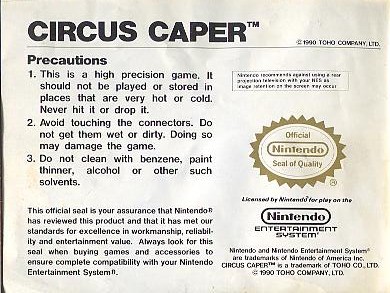 CIRCUS CAPER™
©1990 TOHO COMPANY, LTD.
Precautions
1. This is a high precision game. It
should not be played or stored in
places that are very hot or cold.
Never hit it or drop it.
2. Avoid touching the connectors. Do
not get them wet or dirty. Doing so
may damage the game.
3. Do not clean with benzene, paint
thinner, alcohol or other such
solvents.
Nintendo recommends against using a rear
projection television with your NES as
image retention on the screen may occur
Official
Nintendo
Seal of Quality
®
This official seal is your assurance that Nintendo®
has reviewed this product and that it has met our
standards for excellence in workmanship, reliabil-
ity and entertainment value. Always look for this
seal when buying games and accessories to
ensure complete compatibility with your Nintendo
Entertainment System®.
Licensed by Nintendo for play on the
Nintendo
ENTERTAINMENT
SYSTEM®
Nintendo and Nintendo Entertainment System®
are trademarks of Nintendo of America Inc.
CIRCUS CAPER™ is a trademark of TOHO CO., LTD.
© 1990 TOHO COMPANY, LTD.